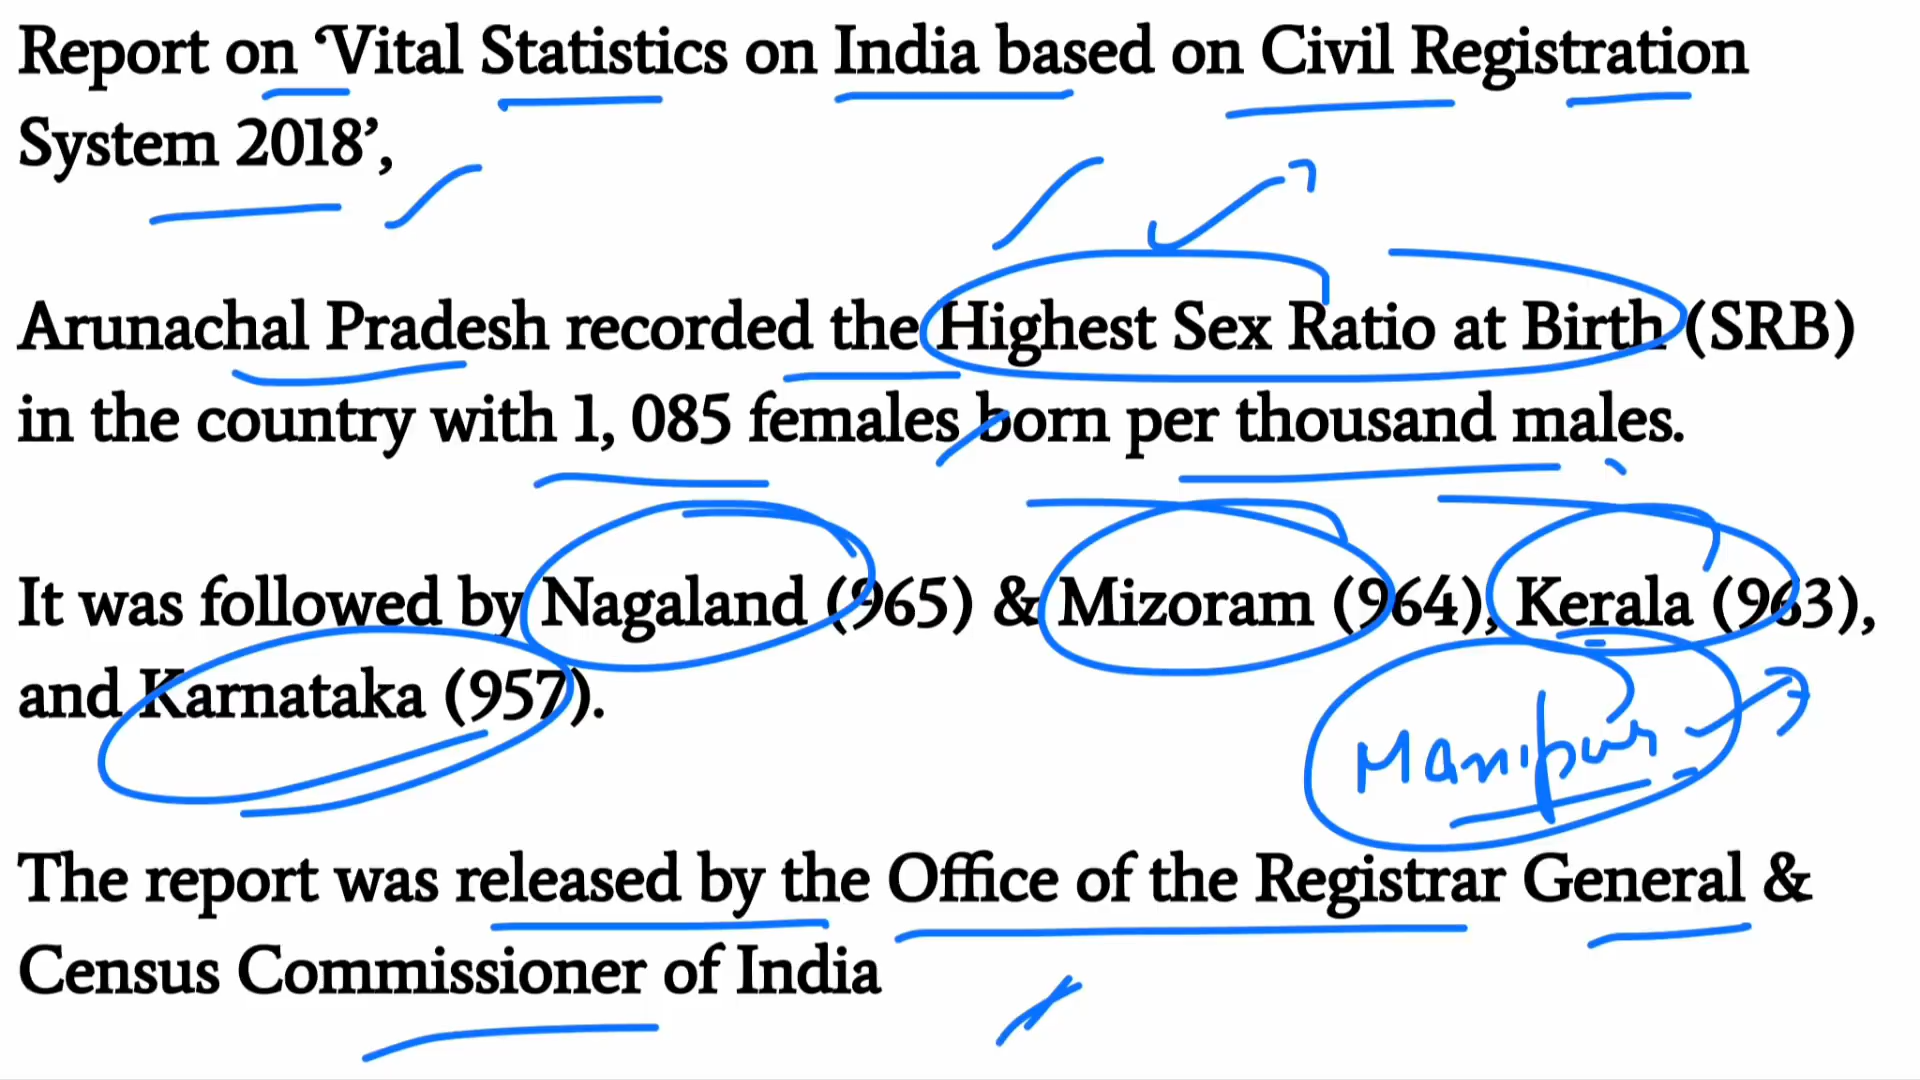 Report on ‘Vital Statistics on India based on Civil Registration
System 2018’,
Arunachal Pradesh recorded the Highest Sex Ratio at Birth (SRB)
in the country with 1, 085 females born per thousand males.
It was followed by Nagaland (965) & Mizoram (964), Kerala (963),
and Karnataka (957).
Manipur
The report was released by the Office of the Registrar General &
Census Commissioner of India